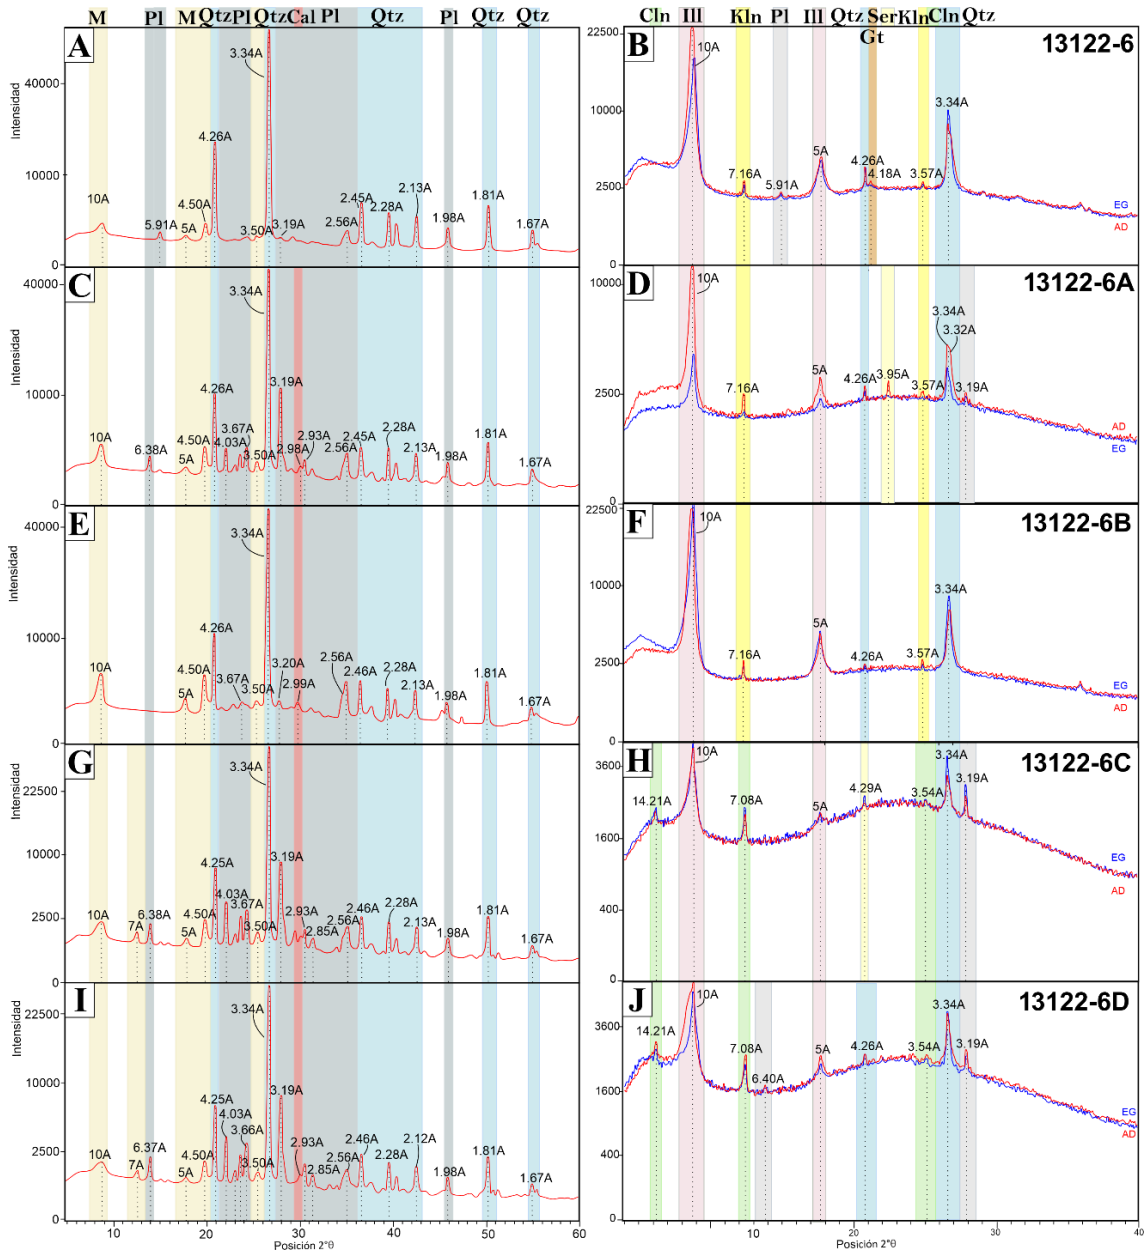 M Pl M Qtz Pl Qtz Cal Pl Qtz Pl Qtz Qtz
Cln Ill Kln Pl Ill Qtz Ser Kln Cln Qtz
Gt
A
Intensidad
40000
10000
0
10A
5.91A
5A
4.50A
4.26A
3.50A
3.34A
3.19A
2.56A
2.45A
2.28A
2.13A
1.98A
1.81A
1.67A
B
13122-6
22500
10000
2500
0
10A
7.16A
5.91A
5A
4.26A
4.18A
3.57A
3.34A
EG
AD
C
Intensidad
40000
10000
0
10A
6.38A
5A
4.50A
4.26A
4.03A
3.67A
3.50A
3.34A
3.19A
2.98A
2.93A
2.56A
2.45A
2.28A
2.13A
1.98A
1.81A
1.67A
D
13122-6A
10000
2500
0
10A
7.16A
5A
4.26A
3.95A
3.57A
3.34A
3.32A
3.19A
AD
EG
E
Intensidad
40000
10000
0
10A
5A
4.50A
4.26A
3.67A
3.50A
3.34A
3.20A
2.99A
2.56A
2.46A
2.28A
2.13A
1.98A
1.81A
1.67A
F
13122-6B
22500
10000
2500
0
10A
7.16A
5A
4.26A
3.57A
3.34A
EG
AD
G
Intensidad
22500
10000
2500
0
10A
7A
6.38A
5A
4.50A
4.25A
4.03A
3.67A
3.50A
3.34A
3.19A
2.93A
2.85A
2.56A
2.46A
2.28A
2.13A
1.98A
1.81A
1.67A
H
13122-6C
3600
1600
400
0
14.21A
10A
7.08A
5A
4.29A
3.54A
3.34A
3.19A
EG
AD
I
Intensidad
22500
10000
2500
0
10A
7A
6.37A
5A
4.50A
4.25A
4.03A
3.66A
3.50A
3.34A
3.19A
2.93A
2.85A
2.56A
2.46A
2.28A
2.12A
1.98A
1.81A
1.67A
10 20 30 40 50 60
Posición 2°θ
J
13122-6D
3600
1600
400
0
14.21A
10A
7.08A
6.40A
5A
4.26A
3.54A
3.34A
3.19A
EG
AD
10 20 30 40
Posición 2°θ